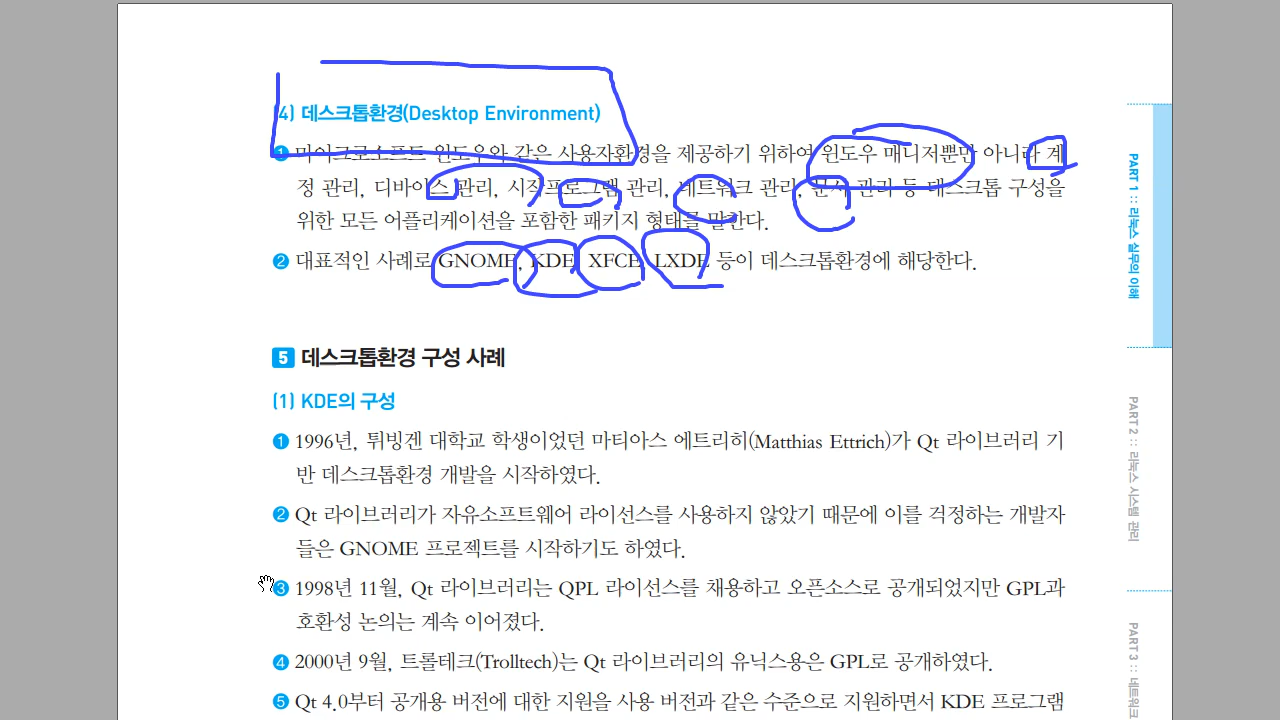 (4) 데스크톱환경(Desktop Environment)
❶ 마이크로소프트 윈도우와 같은 사용자환경을 제공하기 위하여 윈도우 매니저뿐만 아니라 계
정 관리, 디바이스 관리, 시작프로그램 관리, 네트워크 관리, 문서 관리 등 데스크톱 구성을
위한 모든 어플리케이션을 포함한 패키지 형태를 말한다.
❷ 대표적인 사례로 GNOME, KDE, XFCE, LXDE 등이 데스크톱환경에 해당한다.
5 데스크톱환경 구성 사례
(1) KDE의 구성
❶ 1996년, 튀빙겐 대학교 학생이었던 마티아스 에트리히(Matthias Ettrich)가 Qt 라이브러리 기
반 데스크톱환경 개발을 시작하였다.
❷ Qt 라이브러리가 자유소프트웨어 라이선스를 사용하지 않았기 때문에 이를 걱정하는 개발자
들은 GNOME 프로젝트를 시작하기도 하였다.
❸ 1998년 11월, Qt 라이브러리는 QPL 라이선스를 채용하고 오픈소스로 공개되었지만 GPL과
호환성 논의는 계속 이어졌다.
❹ 2000년 9월, 트롤테크(Trolltech)는 Qt 라이브러리의 유닉스용은 GPL로 공개하였다.
❺ Qt 4.0부터 공개용 버전에 대한 지원을 사용 버전과 같은 수준으로 지원하면서 KDE 프로그램
PART 1 :: 리눅스 실무의 이해
PART 2 :: 리눅스 시스템 관리
PART 3 :: 네트워크